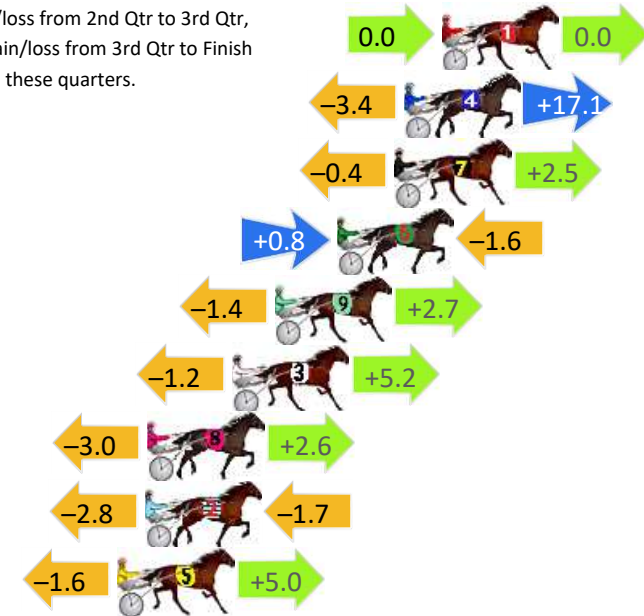 /loss from 2nd Qtr to 3rd Qtr,
ain/loss from 3rd Qtr to Finish
these quarters.
0.0 1 0.0
–3.4 4 +17.1
–0.4 7 +2.5
+0.8 6 –1.6
–1.4 9 +2.7
–1.2 3 +5.2
–3.0 8 +2.6
–2.8 2 –1.7
–1.6 5 +5.0